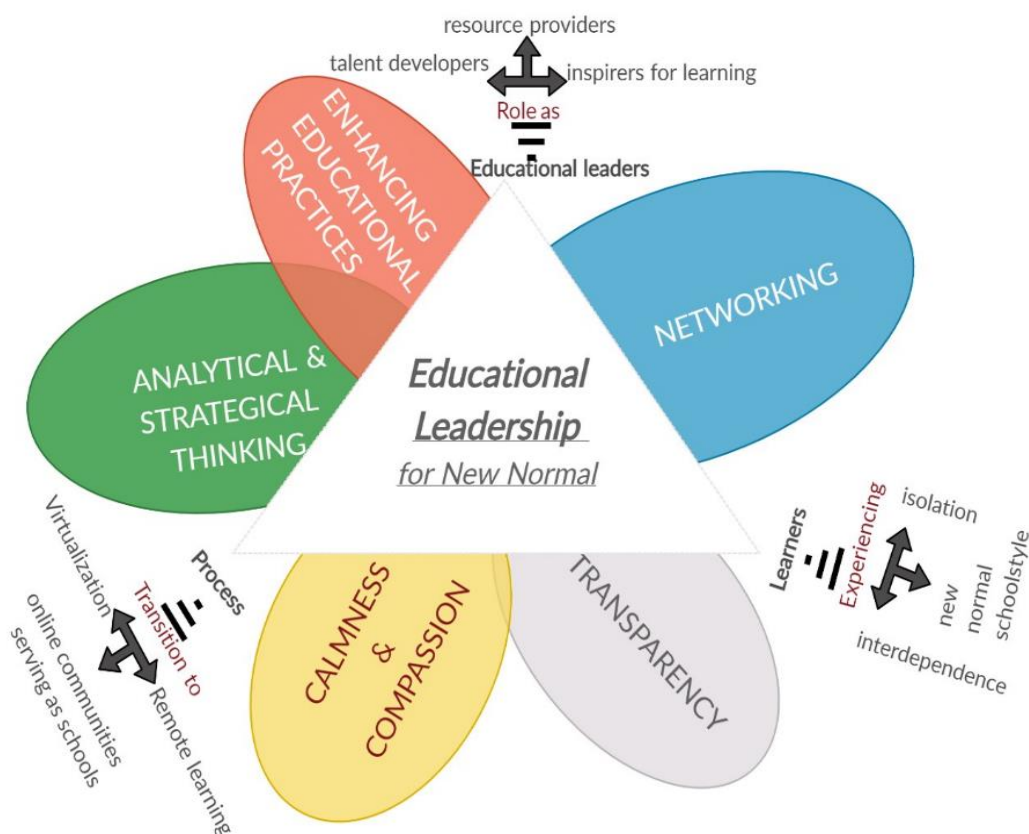 resource providers
talent developers
inspirers for learning
Role as
Educational leaders
ENHANCING
EDUCATIONAL
PRACTICES
NETWORKING
ANALYTICAL &
STRATEGICAL
THINKING
Educational
Leadership
for New Normal
Learners
Experiencing
isolation
new
normal
schoolstyle
interdependence
Process
Transition to
Virtualization
online communities
serving as schools
Remote learning
CALMNESS
&
COMPASSION
TRANSPARENCY